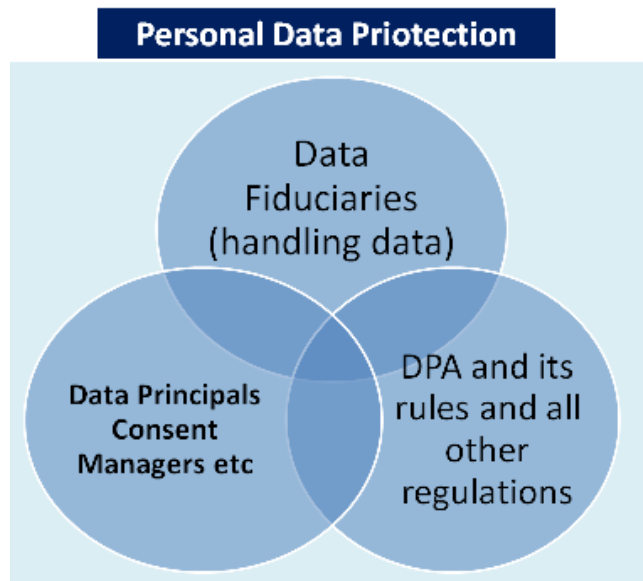 Personal Data Priotection
Data
Fiduciaries
(handling data)
Data Principals
Consent
Managers etc
DPA and its
rules and all
other
regulations